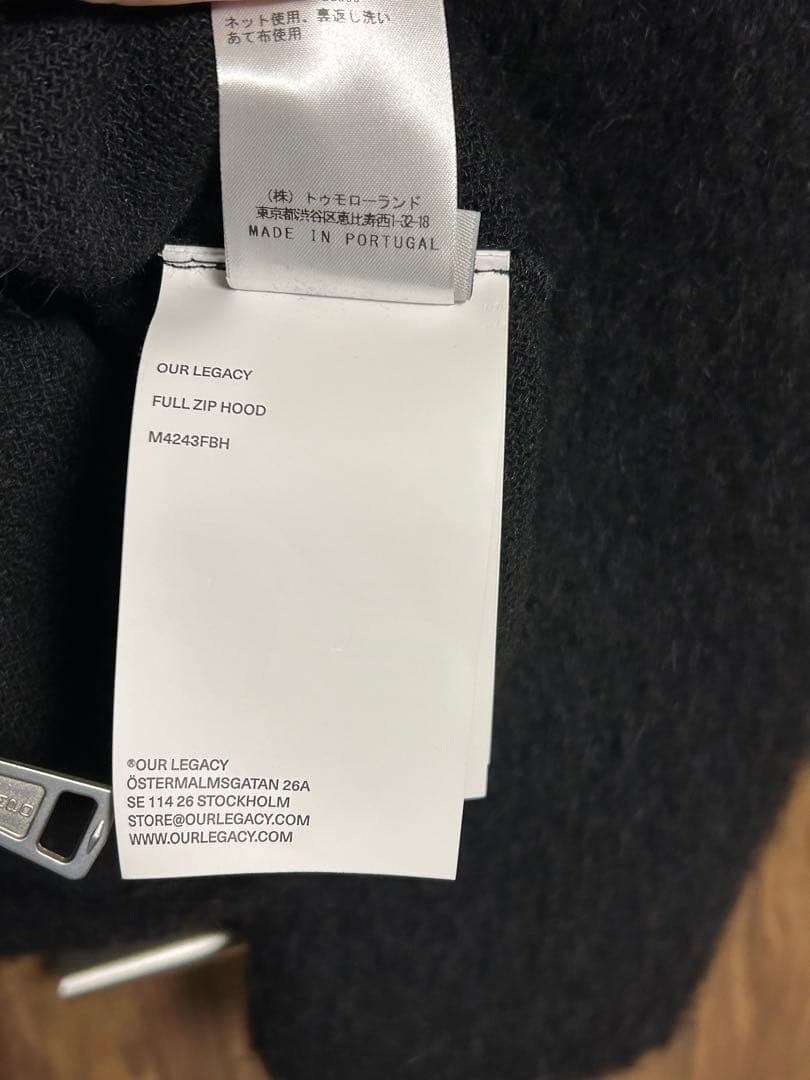 ネット使用、裏返し洗い
あて布使用
(株) トゥモローランド
東京都渋谷区恵比寿西1-32-18
MADE IN PORTUGAL
OUR LEGACY
FULL ZIP HOOD
M4243FBH
®OUR LEGACY
ÖSTERMALMSGATAN 26A
SE 114 26 STOCKHOLM
STORE@OURLEGACY.COM
WWW.OURLEGACY.COM